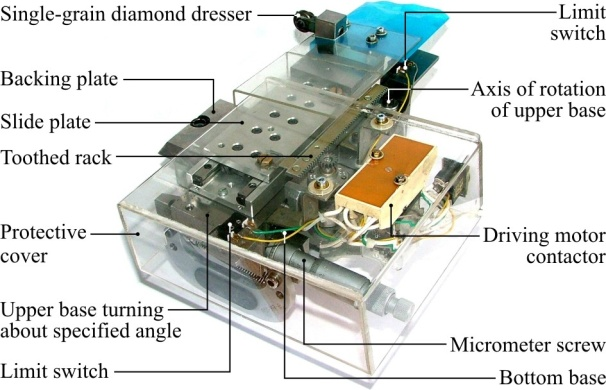 Single-grain diamond dresser
Limit
switch
Backing plate
Axis of rotation
of upper base
Slide plate
Toothed rack
Protective
cover
Driving motor
contactor
Upper base turning
about specified angle
Micrometer screw
Limit switch
Bottom base